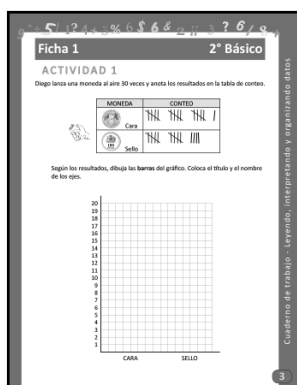 Ficha 1
2° Básico
ACTIVIDAD 1
Diego lanza una moneda al aire 30 veces y anota los resultados en la tabla de conteo.
MONEDA CONTEO
Cara
Sello
Según los resultados, dibuja las barras del gráfico. Coloca el título y el nombre
de los ejes.
20
19
18
17
16
15
14
13
12
11
10
9
8
7
6
5
4
3
2
1
CARA SELLO
Cuaderno de trabajo - Leyendo, interpretando y organizando datos
3